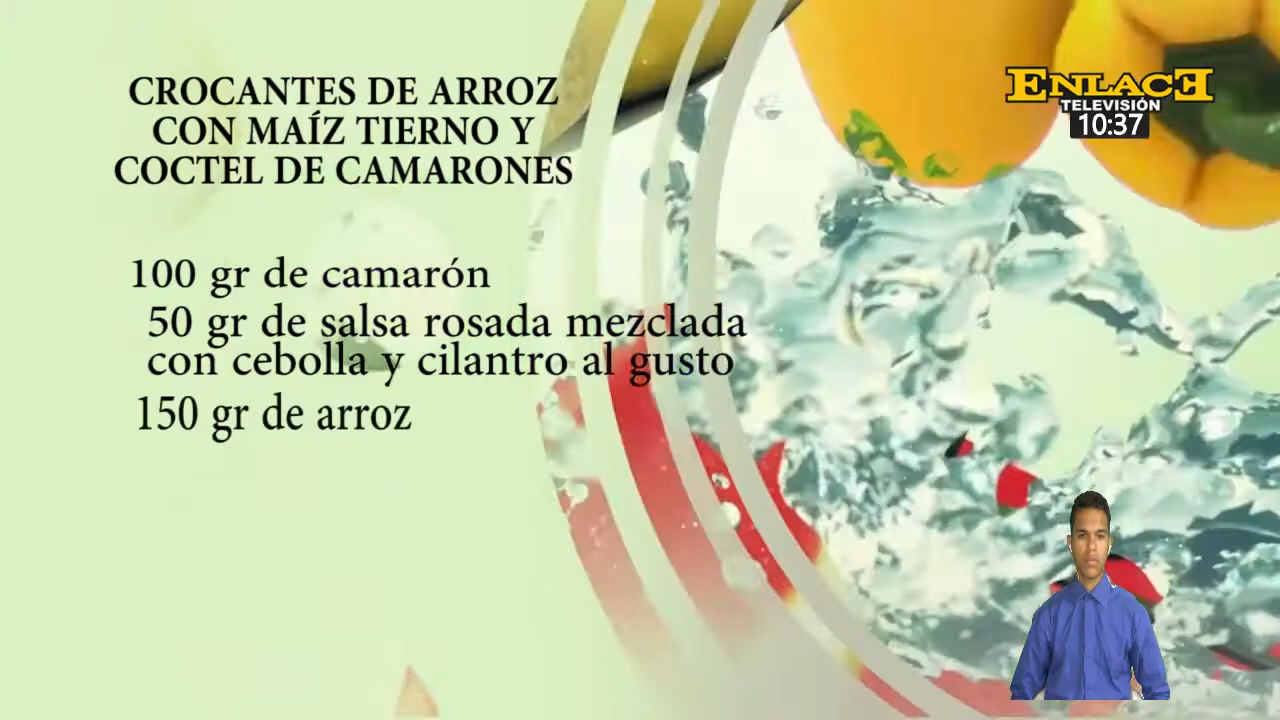 CROCANTES DE ARROZ
CON MAÍZ TIERNO Y
COCTEL DE CAMARONES
100 gr de camarón
50 gr de salsa rosada mezclada
con cebolla y cilantro al gusto
150 gr de arroz
ENLACE
TELEVISIÓN
10:37